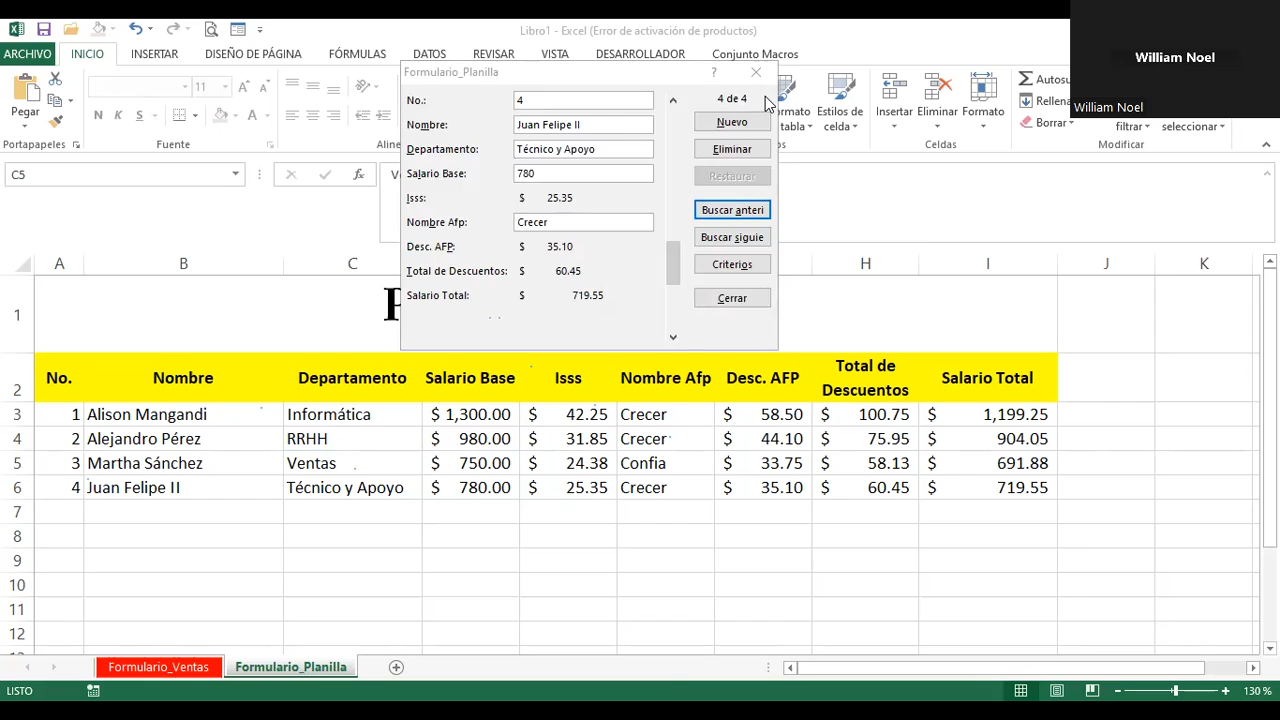 Libro1 - Excel (Error de activación de productos)
William Noel
William Noel
ARCHIVO INICIO INSERTAR DISEÑO DE PÁGINA FÓRMULAS DATOS REVISAR VISTA DESARROLLADOR Conjunto Macros
Pegar
11
N K S
Portapapeles
Fuente
Aline
Estilos de
celda
Insertar Eliminar Formato
Celdas
Autosu
Rellena
Borrar
filtrar
seleccionar
Modificar
C5
Formulario_Planilla
No.: 4
Nombre: Juan Felipe II
Departamento: Técnico y Apoyo
Salario Base: 780
Isss: $ 25.35
Nombre Afp: Crecer
Desc. AFP: $ 35.10
Total de Descuentos: $ 60.45
Salario Total: $ 719.55
4 de 4
Nuevo
Eliminar
Restaurar
Buscar anteri
Buscar siguie
Criterios
Cerrar
A B C H I J K
1 P
2 No. Nombre Departamento Salario Base Isss Nombre Afp Desc. AFP Total de Descuentos Salario Total
3 1 Alison Mangandi Informática $ 1,300.00 $ 42.25 Crecer $ 58.50 $ 100.75 $ 1,199.25
4 2 Alejandro Pérez RRHH $ 980.00 $ 31.85 Crecer $ 44.10 $ 75.95 $ 904.05
5 3 Martha Sánchez Ventas $ 750.00 $ 24.38 Confia $ 33.75 $ 58.13 $ 691.88
6 4 Juan Felipe II Técnico y Apoyo $ 780.00 $ 25.35 Crecer $ 35.10 $ 60.45 $ 719.55
7
8
9
10
11
12
Formulario_Ventas Formulario_Planilla
LISTO
130 %